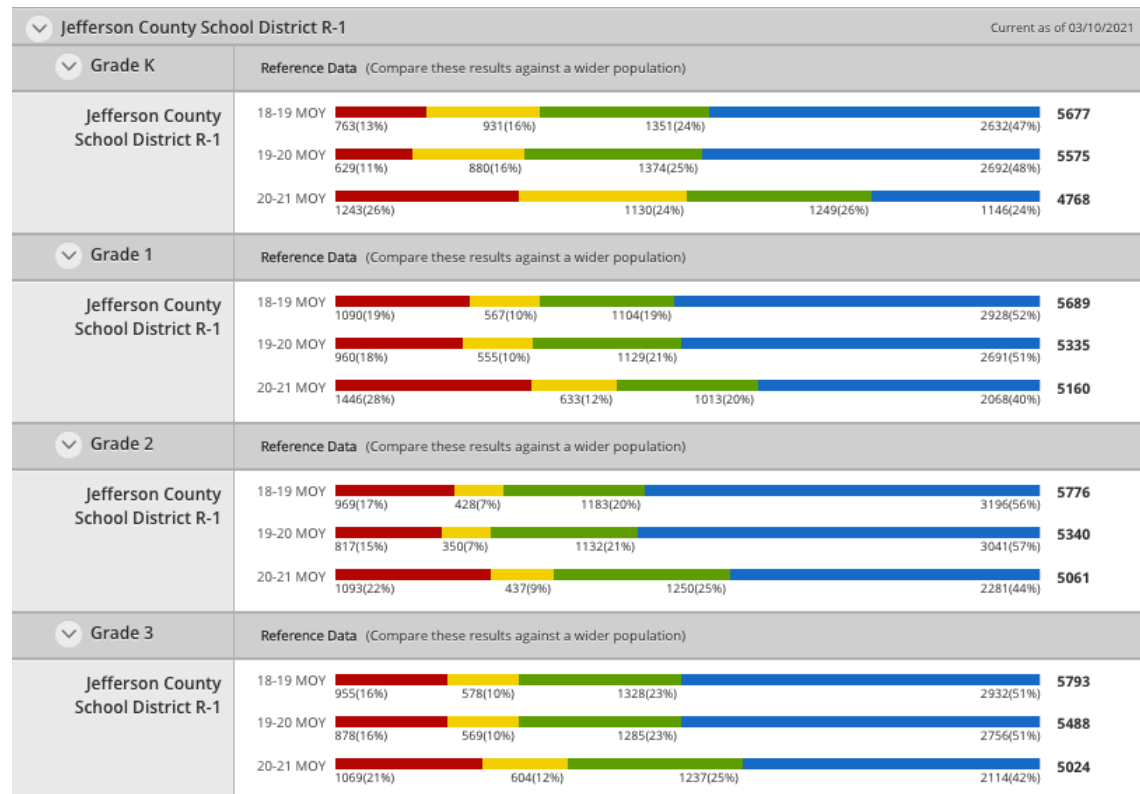 Jefferson County School District R-1 Current as of 03/10/2021
Grade K Reference Data (Compare these results against a wider population)
Jefferson County
School District R-1
18-19 MOY 5677
763(13%) 931(16%) 1351(24%) 2632(47%)
19-20 MOY 5575
629(11%) 880(16%) 1374(25%) 2692(48%)
20-21 MOY 4768
1243(26%) 1130(24%) 1249(26%) 1146(24%)
Grade 1 Reference Data (Compare these results against a wider population)
Jefferson County
School District R-1
18-19 MOY 5689
1090(19%) 567(10%) 1104(19%) 2928(52%)
19-20 MOY 5335
960(18%) 555(10%) 1129(21%) 2691(51%)
20-21 MOY 5160
1446(28%) 633(12%) 1013(20%) 2068(40%)
Grade 2 Reference Data (Compare these results against a wider population)
Jefferson County
School District R-1
18-19 MOY 5776
969(17%) 428(7%) 1183(20%) 3196(56%)
19-20 MOY 5340
817(15%) 350(7%) 1132(21%) 3041(57%)
20-21 MOY 5061
1093(22%) 437(9%) 1250(25%) 2281(44%)
Grade 3 Reference Data (Compare these results against a wider population)
Jefferson County
School District R-1
18-19 MOY 5793
955(16%) 578(10%) 1328(23%) 2932(51%)
19-20 MOY 5488
878(16%) 569(10%) 1285(23%) 2756(51%)
20-21 MOY 5024
1069(21%) 604(12%) 1237(25%) 2114(42%)